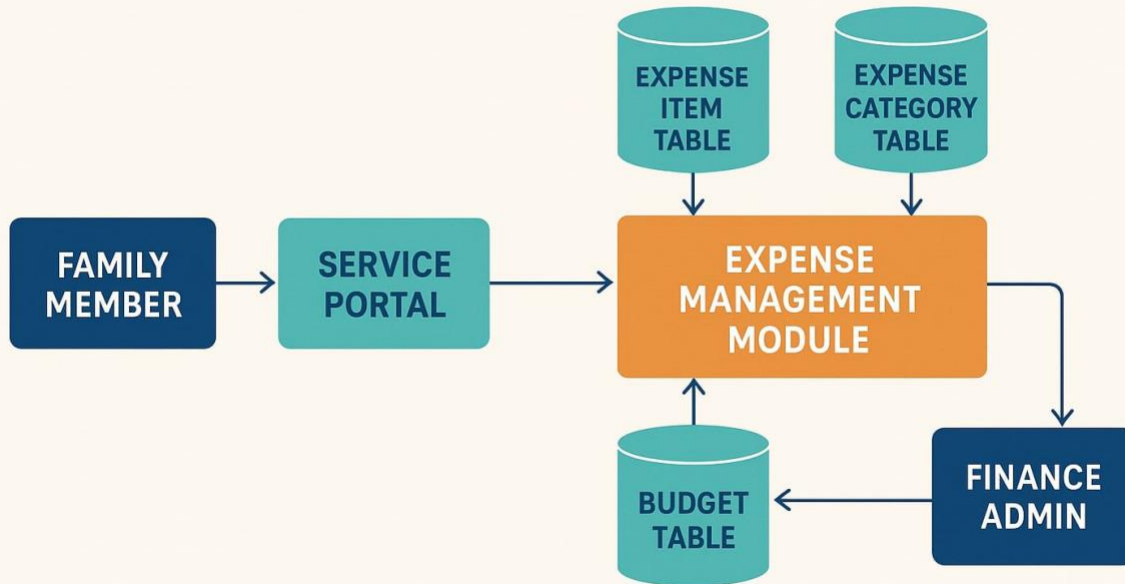 EXPENSE
ITEM
TABLE
EXPENSE
CATEGORY
TABLE
FAMILY
MEMBER
SERVICE
PORTAL
EXPENSE
MANAGEMENT
MODULE
BUDGET
TABLE
FINANCE
ADMIN